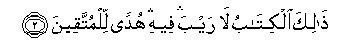 ذَٰلِكَ ٱلْكِتَٰبُ لَا رَيْبَ ۛ فِيهِ ۛ هُدًى لِّلْمُتَّقِينَ ﴿٢﴾